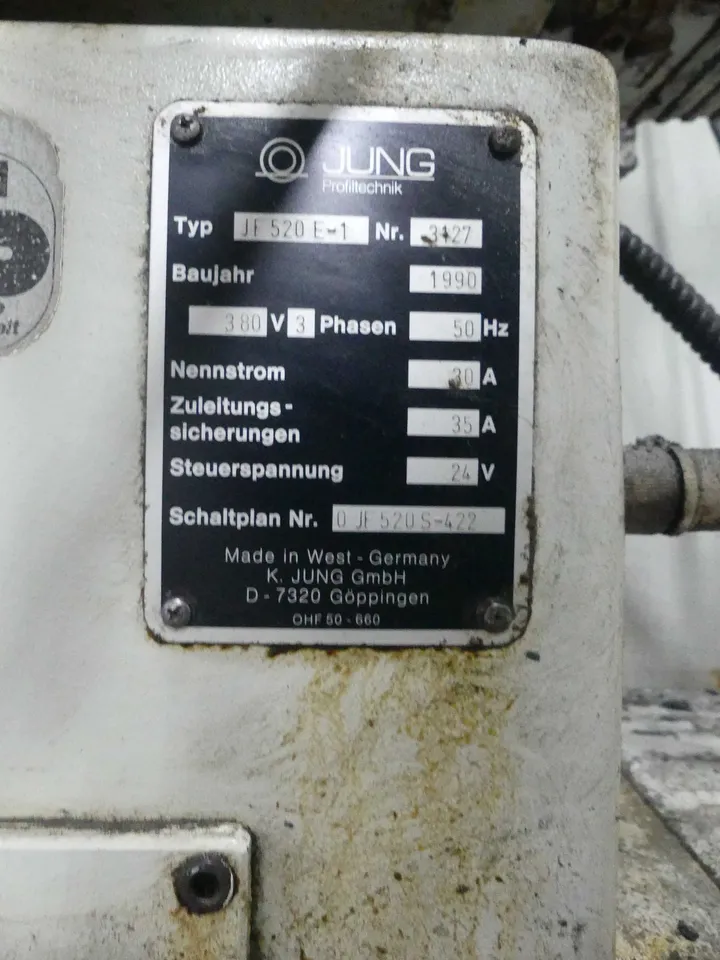 JUNG
Profiltechnik
Typ JF 520 E-1 Nr. 3127
Baujahr 1990
380 V 3 Phasen 50 Hz
Nennstrom 30 A
Zuleitungs-
sicherungen 35 A
Steuerspannung 24 V
Schaltplan Nr. 0 JF 520 S-422
Made in West-Germany
K. JUNG GmbH
D-7320 Göppingen
OHF 50-660